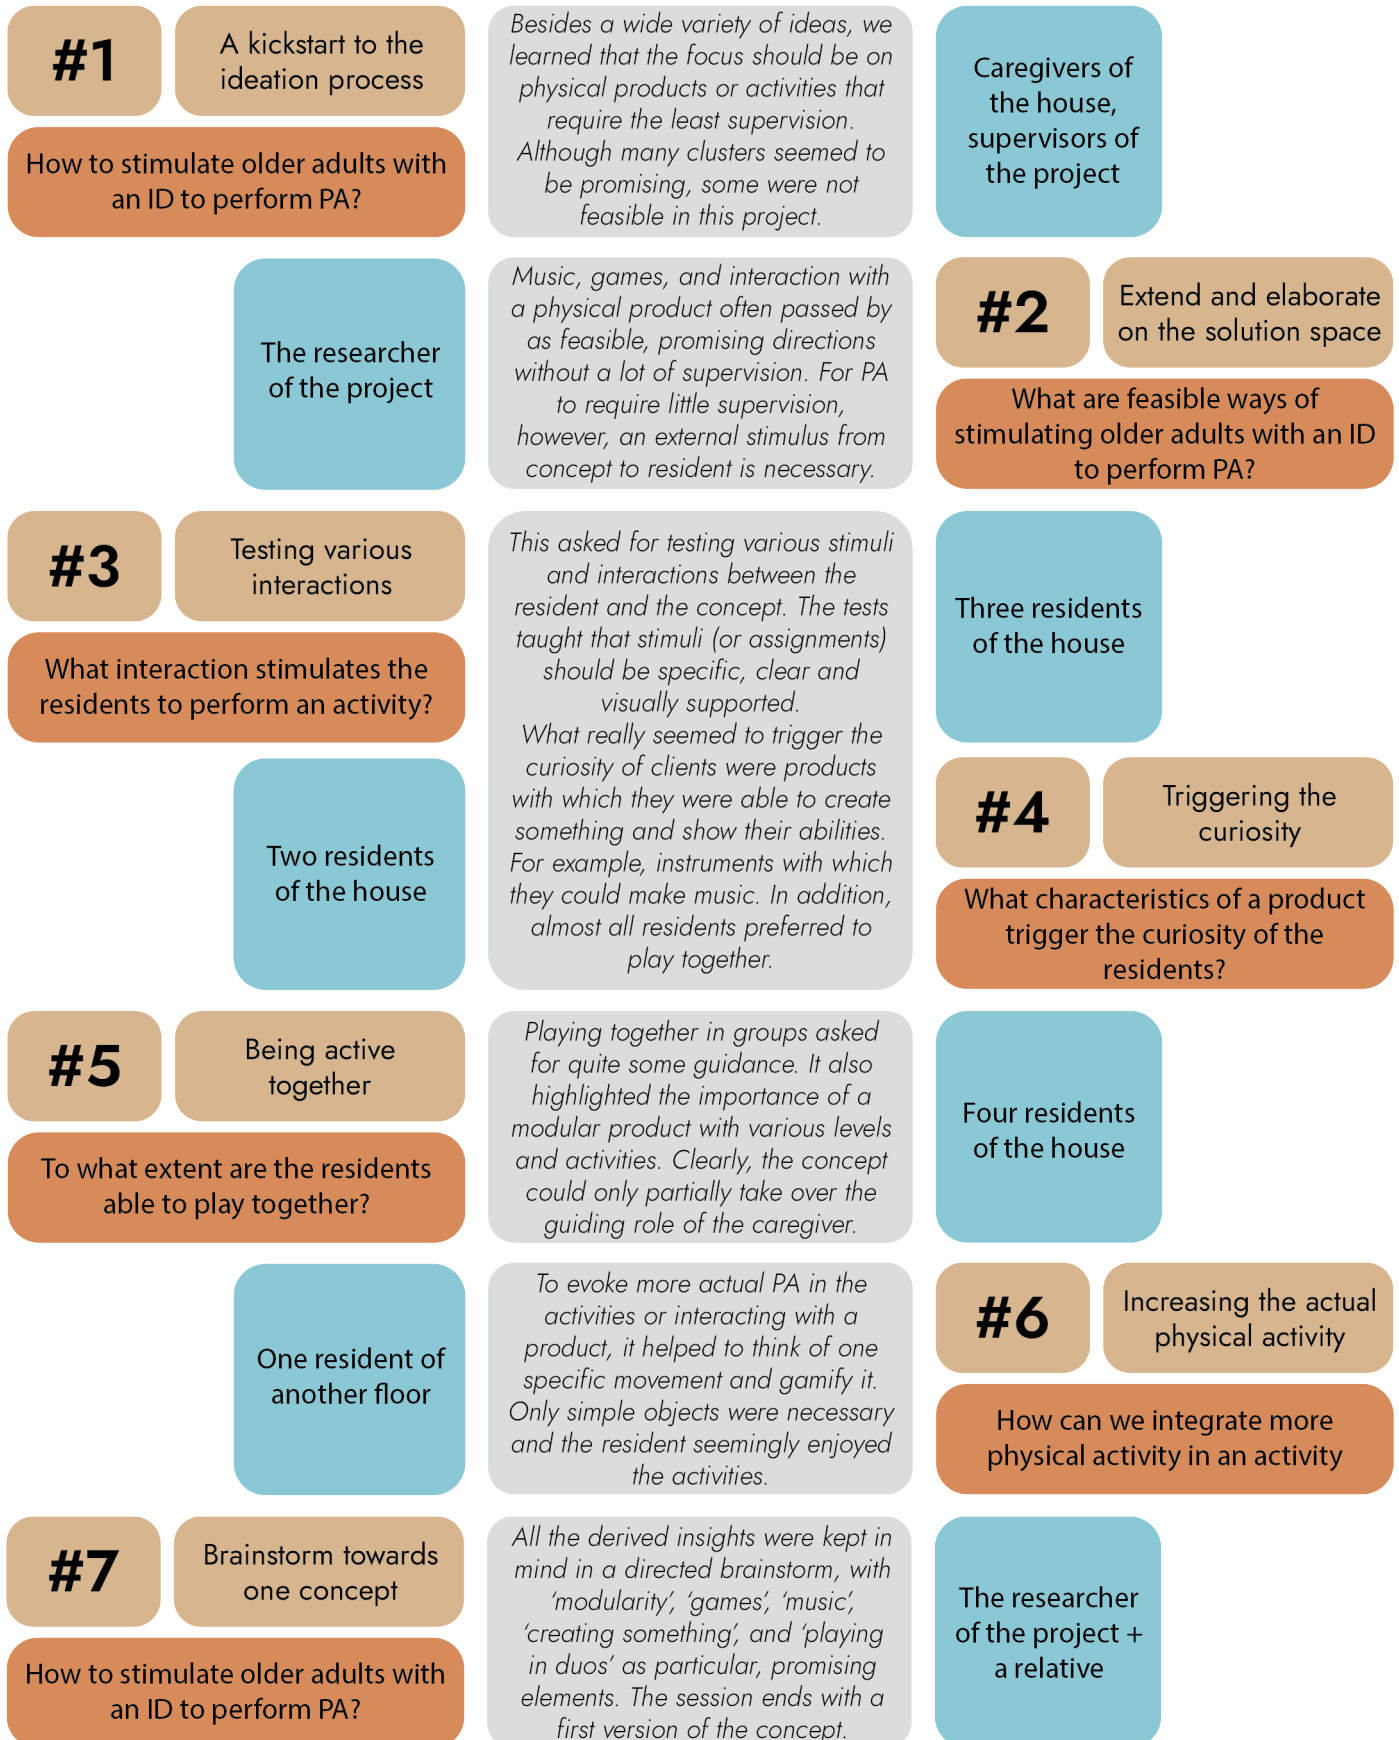 #1
A kickstart to the
ideation process
How to stimulate older adults with
an ID to perform PA?
Besides a wide variety of ideas, we
learned that the focus should be on
physical products or activities that
require the least supervision.
Although many clusters seemed to
be promising, some were not
feasible in this project.
Caregivers of
the house,
supervisors of
the project
#2
Extend and elaborate
on the solution space
What are feasible ways of
stimulating older adults with an ID
to perform PA?
Music, games, and interaction with
a physical product often passed by
as feasible, promising directions
without a lot of supervision. For PA
to require little supervision,
however, an external stimulus from
concept to resident is necessary.
The researcher
of the project
#3
Testing various
interactions
What interaction stimulates the
residents to perform an activity?
This asked for testing various stimuli
and interactions between the
resident and the concept. The tests
taught that stimuli (or assignments)
should be specific, clear and
visually supported.
What really seemed to trigger the
curiosity of clients were products
with which they were able to create
something and show their abilities.
For example, instruments with which
they could make music. In addition,
almost all residents preferred to
play together.
Three residents
of the house
#4
Triggering the
curiosity
What characteristics of a product
trigger the curiosity of the
residents?
Two residents
of the house
#5
Being active
together
To what extent are the residents
able to play together?
Playing together in groups asked
for quite some guidance. It also
highlighted the importance of a
modular product with various levels
and activities. Clearly, the concept
could only partially take over the
guiding role of the caregiver.
Four residents
of the house
#6
Increasing the actual
physical activity
How can we integrate more
physical activity in an activity
To evoke more actual PA in the
activities or interacting with a
product, it helped to think of one
specific movement and gamify it.
Only simple objects were necessary
and the resident seemingly enjoyed
the activities.
One resident of
another floor
#7
Brainstorm towards
one concept
How to stimulate older adults with
an ID to perform PA?
All the derived insights were kept in
mind in a directed brainstorm, with
‘modularity’, ‘games’, ‘music’,
‘creating something’, and ‘playing
in duos’ as particular, promising
elements. The session ends with a
first version of the concept.
The researcher
of the project +
a relative